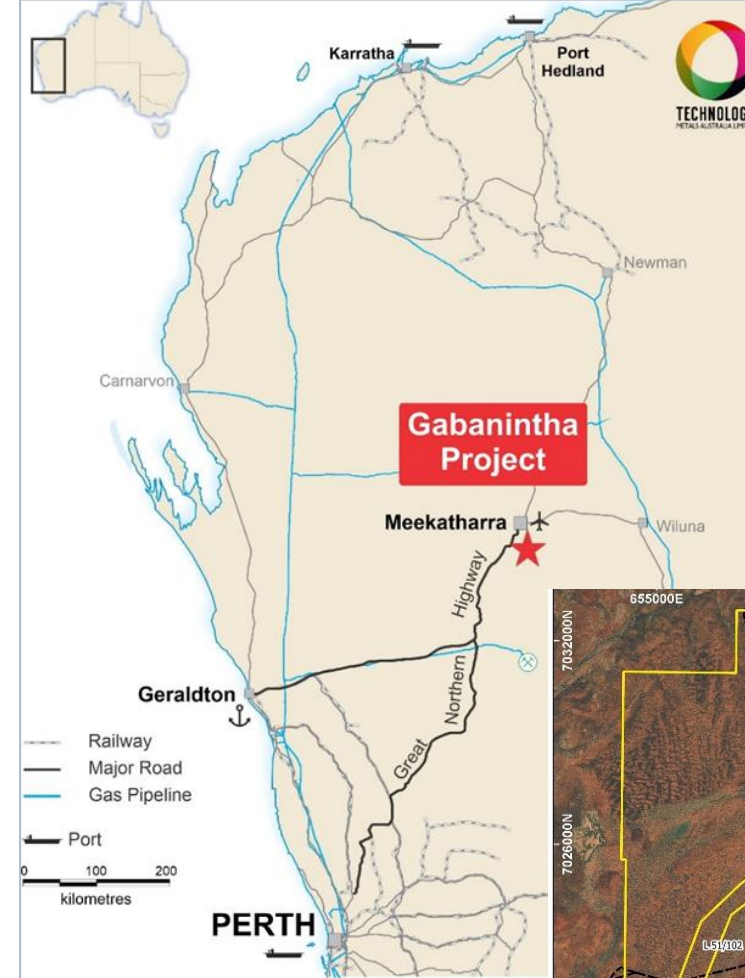 Karratha
Port
Hedland
TECHNOLOG
METALS AUSTRALIA LIMI
Newman
Carnarvon
Gabanintha
Project
Meekatharra
Wiluna
Highway
Northern
Great
Geraldton
Railway
Major Road
Gas Pipeline
Port
0 100 200
kilometres
PERTH
655000E
7032000N
7026000N
L51/102